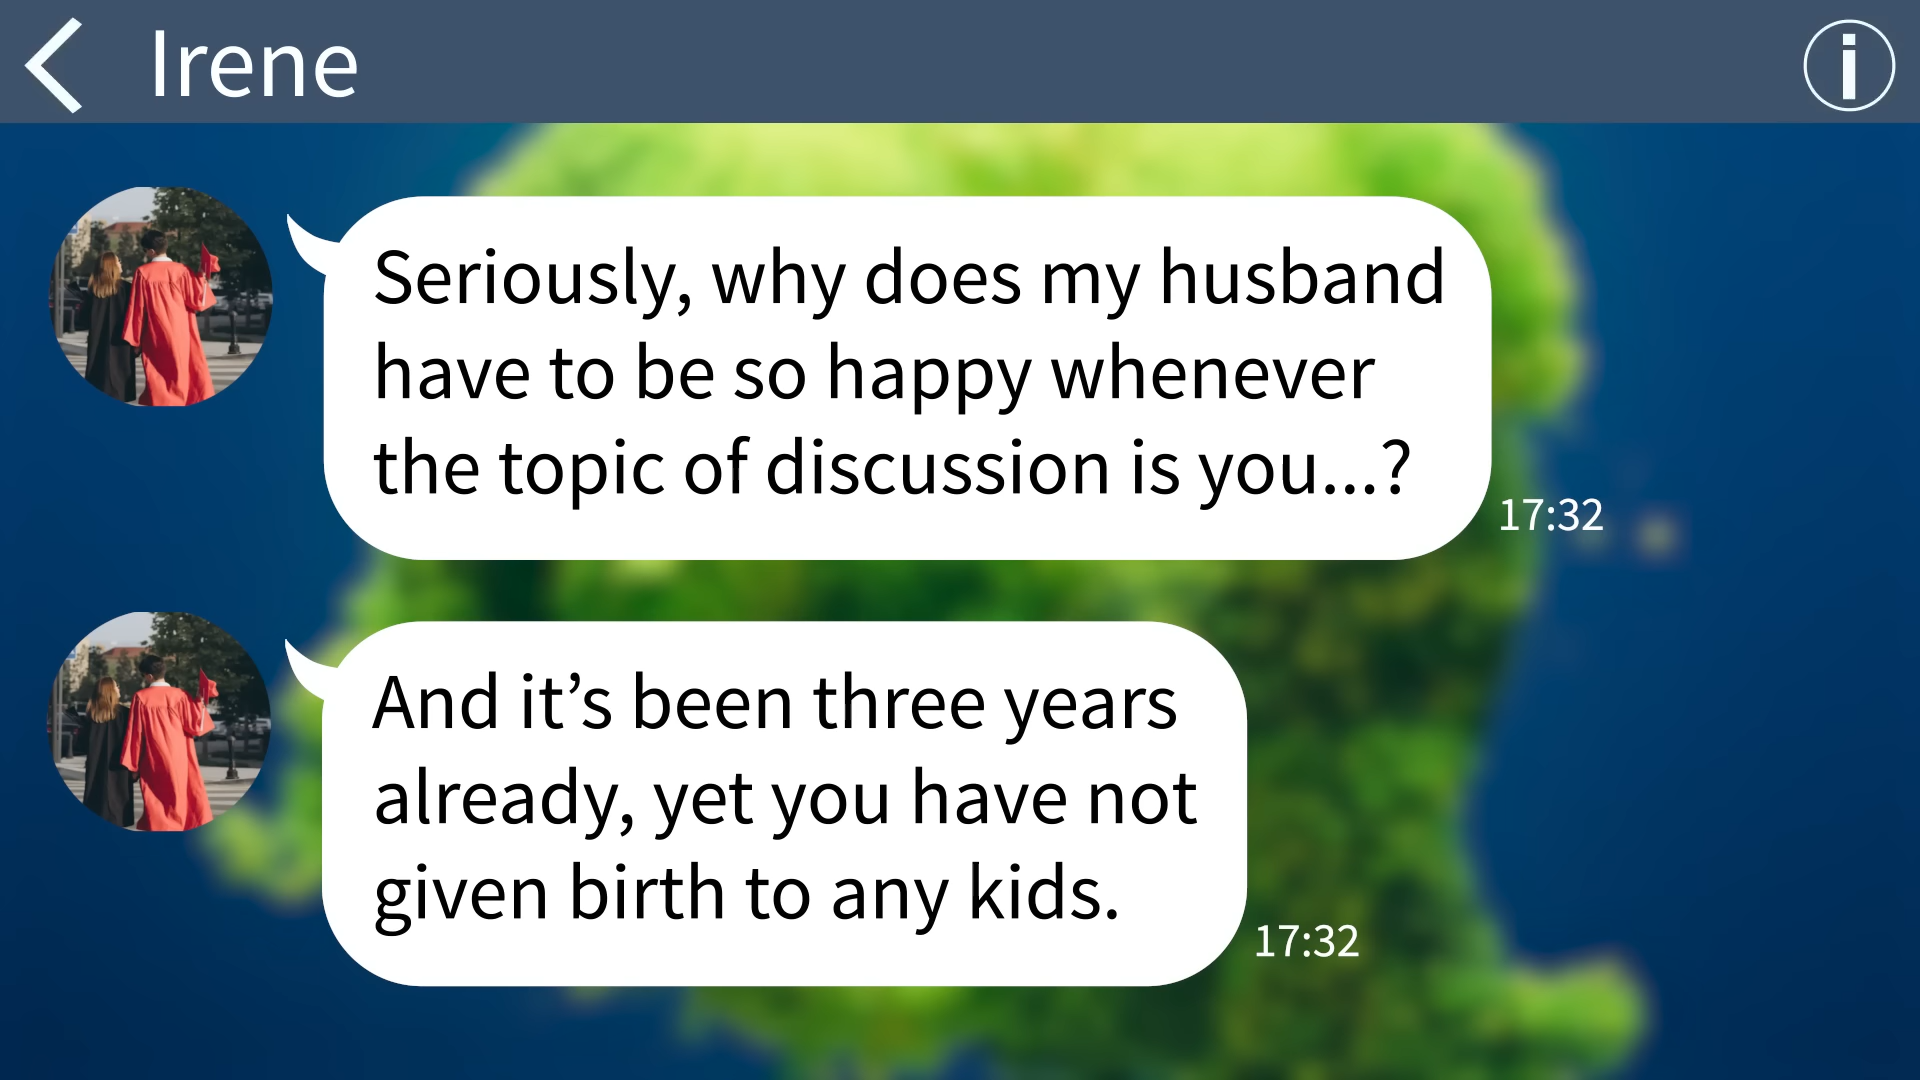 Irene
Seriously, why does my husband
have to be so happy whenever
the topic of discussion is you...?
17:32
And it’s been three years
already, yet you have not
given birth to any kids.
17:32